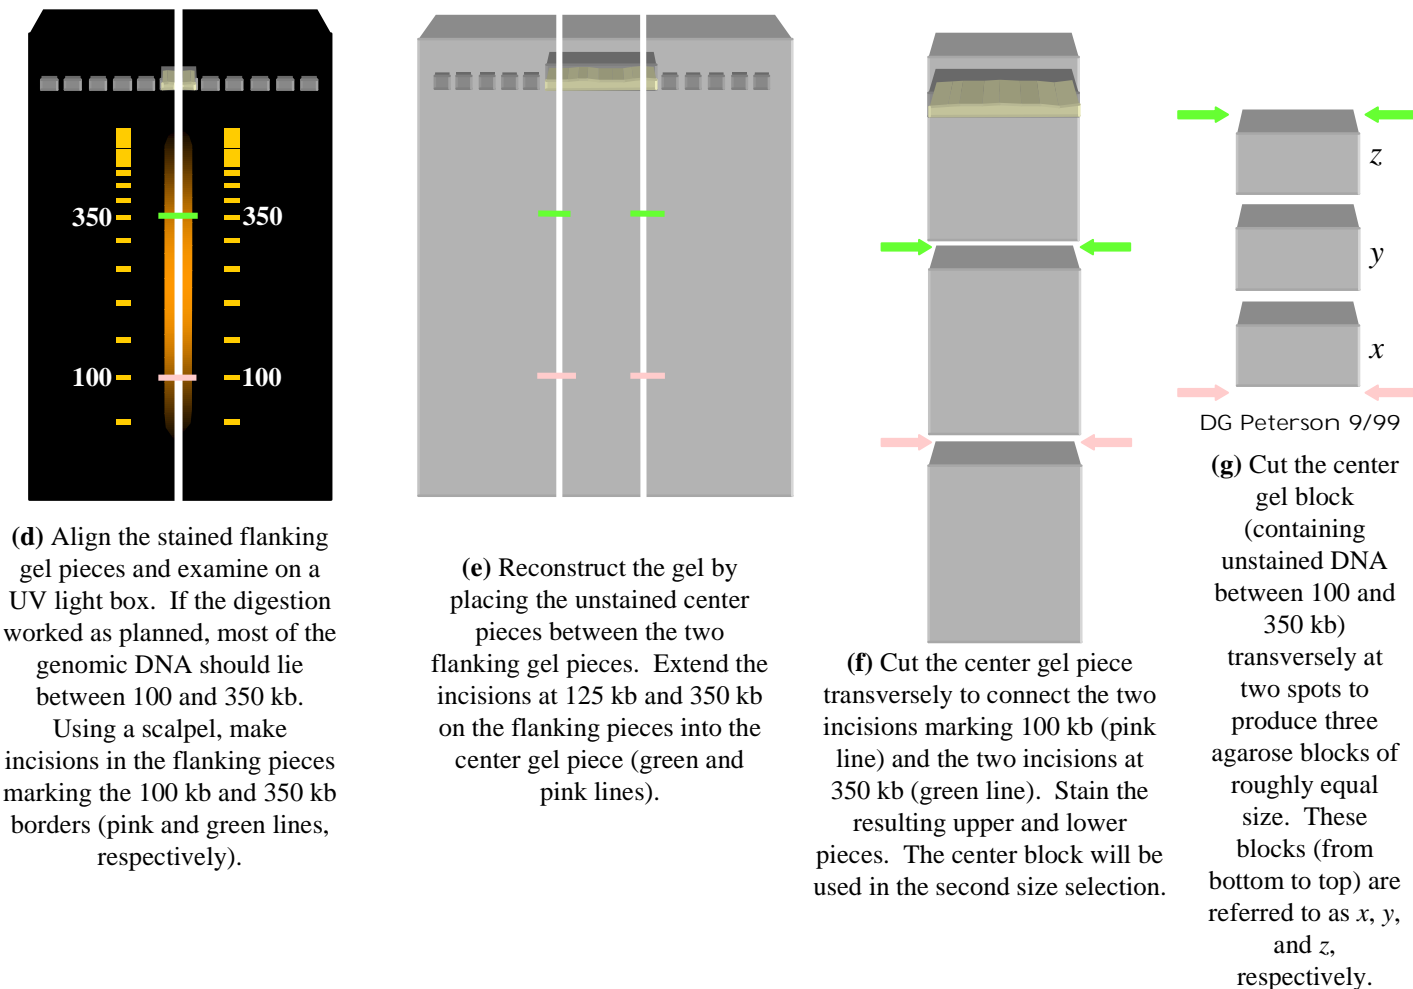 350
350
100
100
(d) Align the stained flanking
gel pieces and examine on a
UV light box.  If the digestion
worked as planned, most of the
genomic DNA should lie
between 100 and 350 kb.
Using a scalpel, make
incisions in the flanking pieces
marking the 100 kb and 350 kb
borders (pink and green lines,
respectively).
(e) Reconstruct the gel by
placing the unstained center
pieces between the two
flanking gel pieces.  Extend the
incisions at 125 kb and 350 kb
on the flanking pieces into the
center gel piece (green and
pink lines).
(f) Cut the center gel piece
transversely to connect the two
incisions marking 100 kb (pink
line) and the two incisions at
350 kb (green line).  Stain the
resulting upper and lower
pieces.  The center block will be
used in the second size selection.
z
y
x
DG Peterson 9/99
(g) Cut the center
gel block
(containing
unstained DNA
between 100 and
350 kb)
transversely at
two spots to
produce three
agarose blocks of
roughly equal
size.  These
blocks (from
bottom to top) are
referred to as x, y,
and z,
respectively.